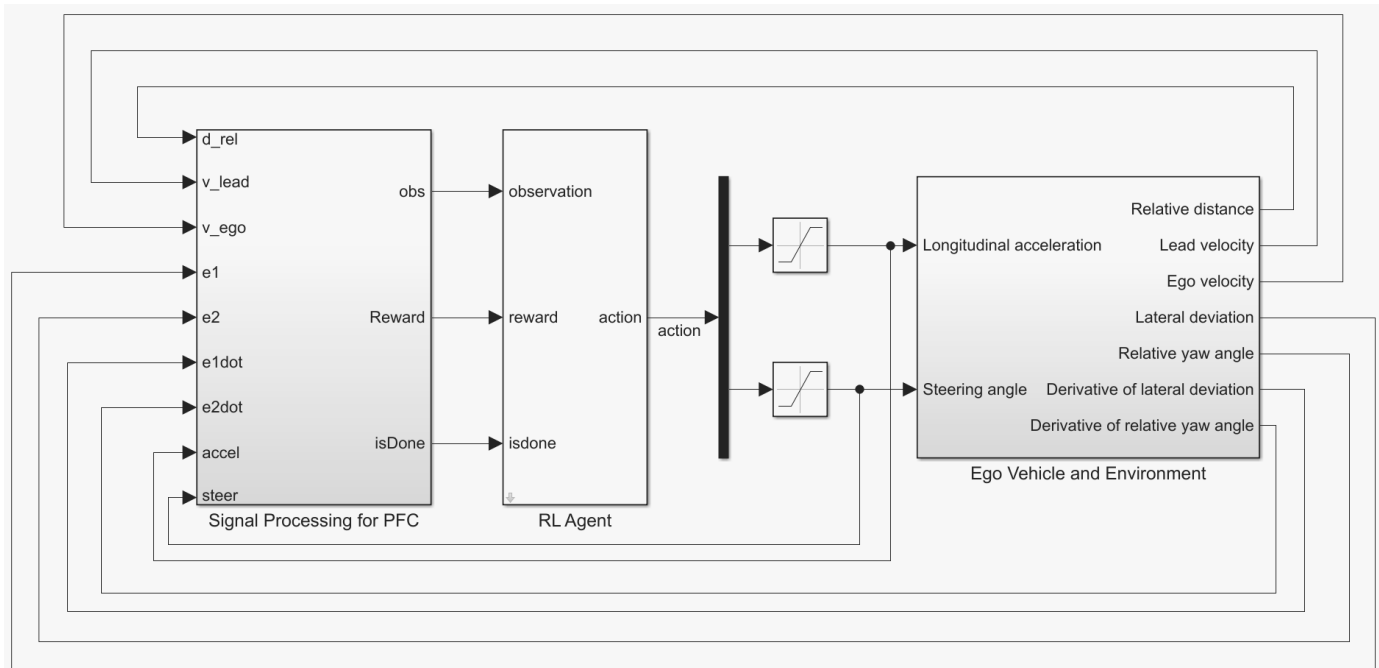 d_rel
v_lead
v_ego
e1
e2
e1dot
e2dot
accel
steer
obs
Reward
isDone
Signal Processing for PFC
observation
reward
isdone
action
RL Agent
action
Longitudinal acceleration
Steering angle
Relative distance
Lead velocity
Ego velocity
Lateral deviation
Relative yaw angle
Derivative of lateral deviation
Derivative of relative yaw angle
Ego Vehicle and Environment